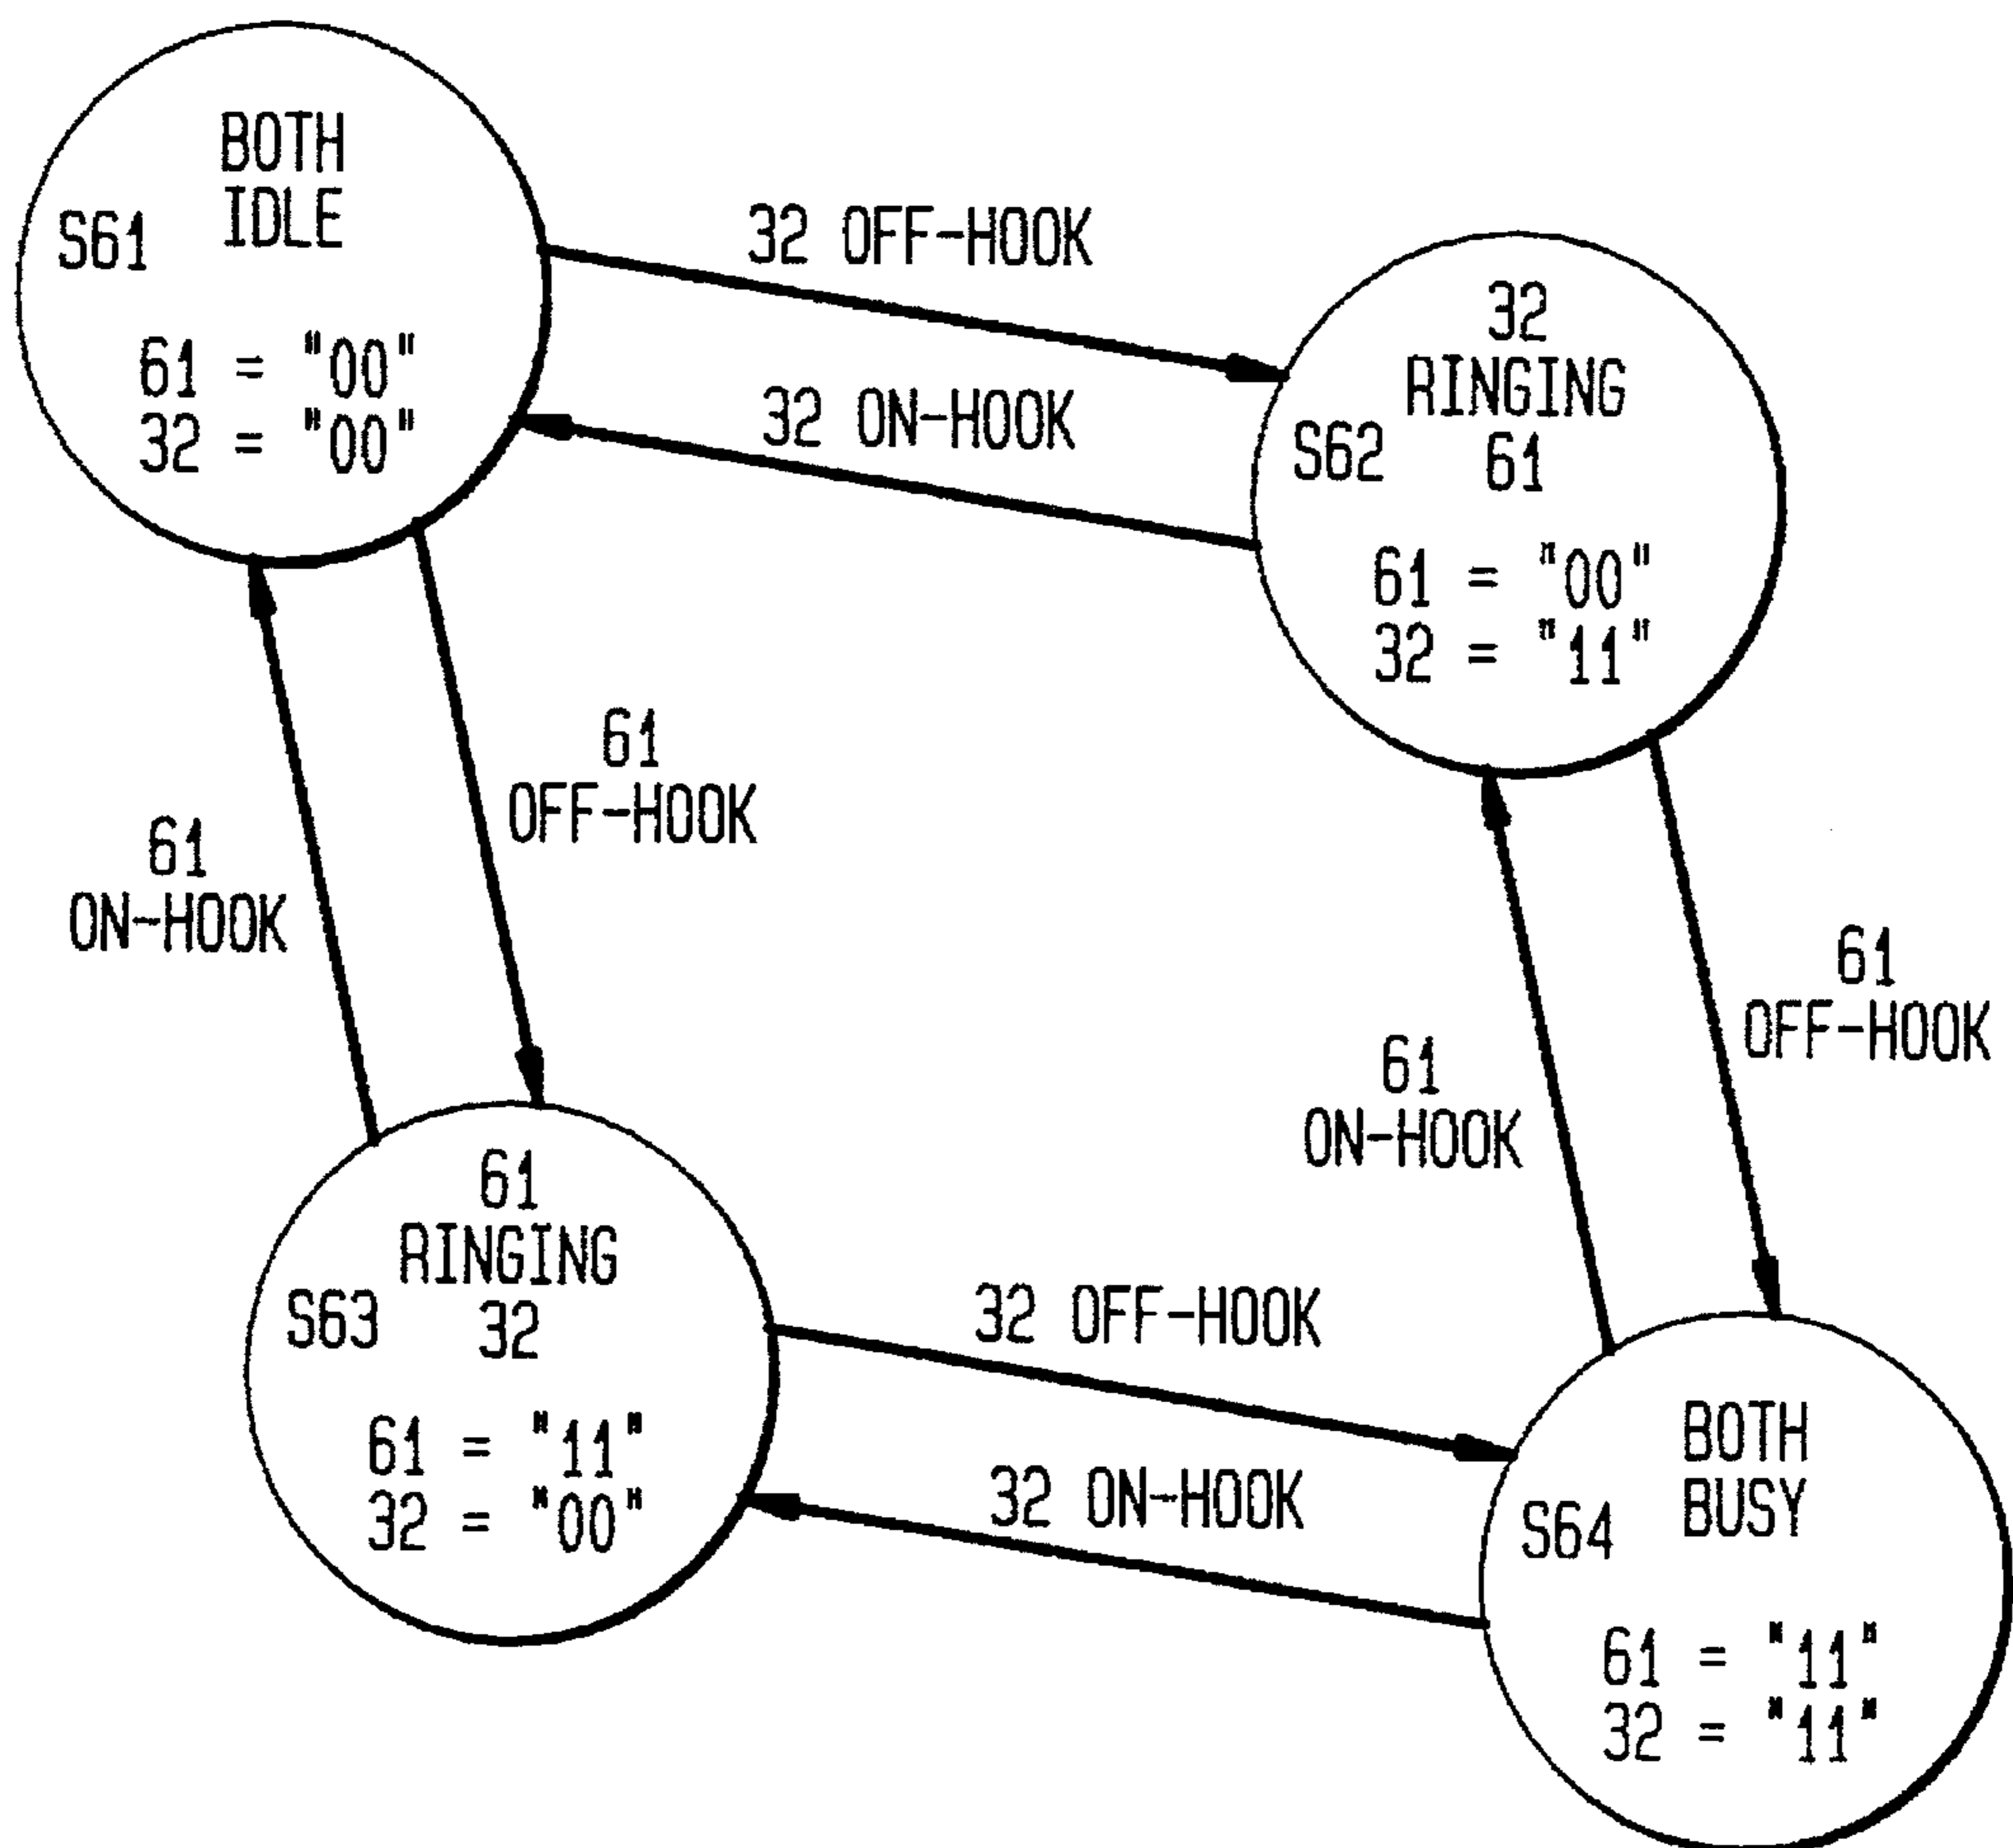 BOTH
IDLE
S61
61 = "00"
32 = "00"
32 OFF-HOOK
32 ON-HOOK
32
RINGING
S62
61
61 = "00"
32 = "11"
61
OFF-HOOK
61
ON-HOOK
61
OFF-HOOK
61
ON-HOOK
61
RINGING
S63
32
61 = "11"
32 = "00"
32 OFF-HOOK
32 ON-HOOK
BOTH
BUSY
S64
61 = "11"
32 = "11"